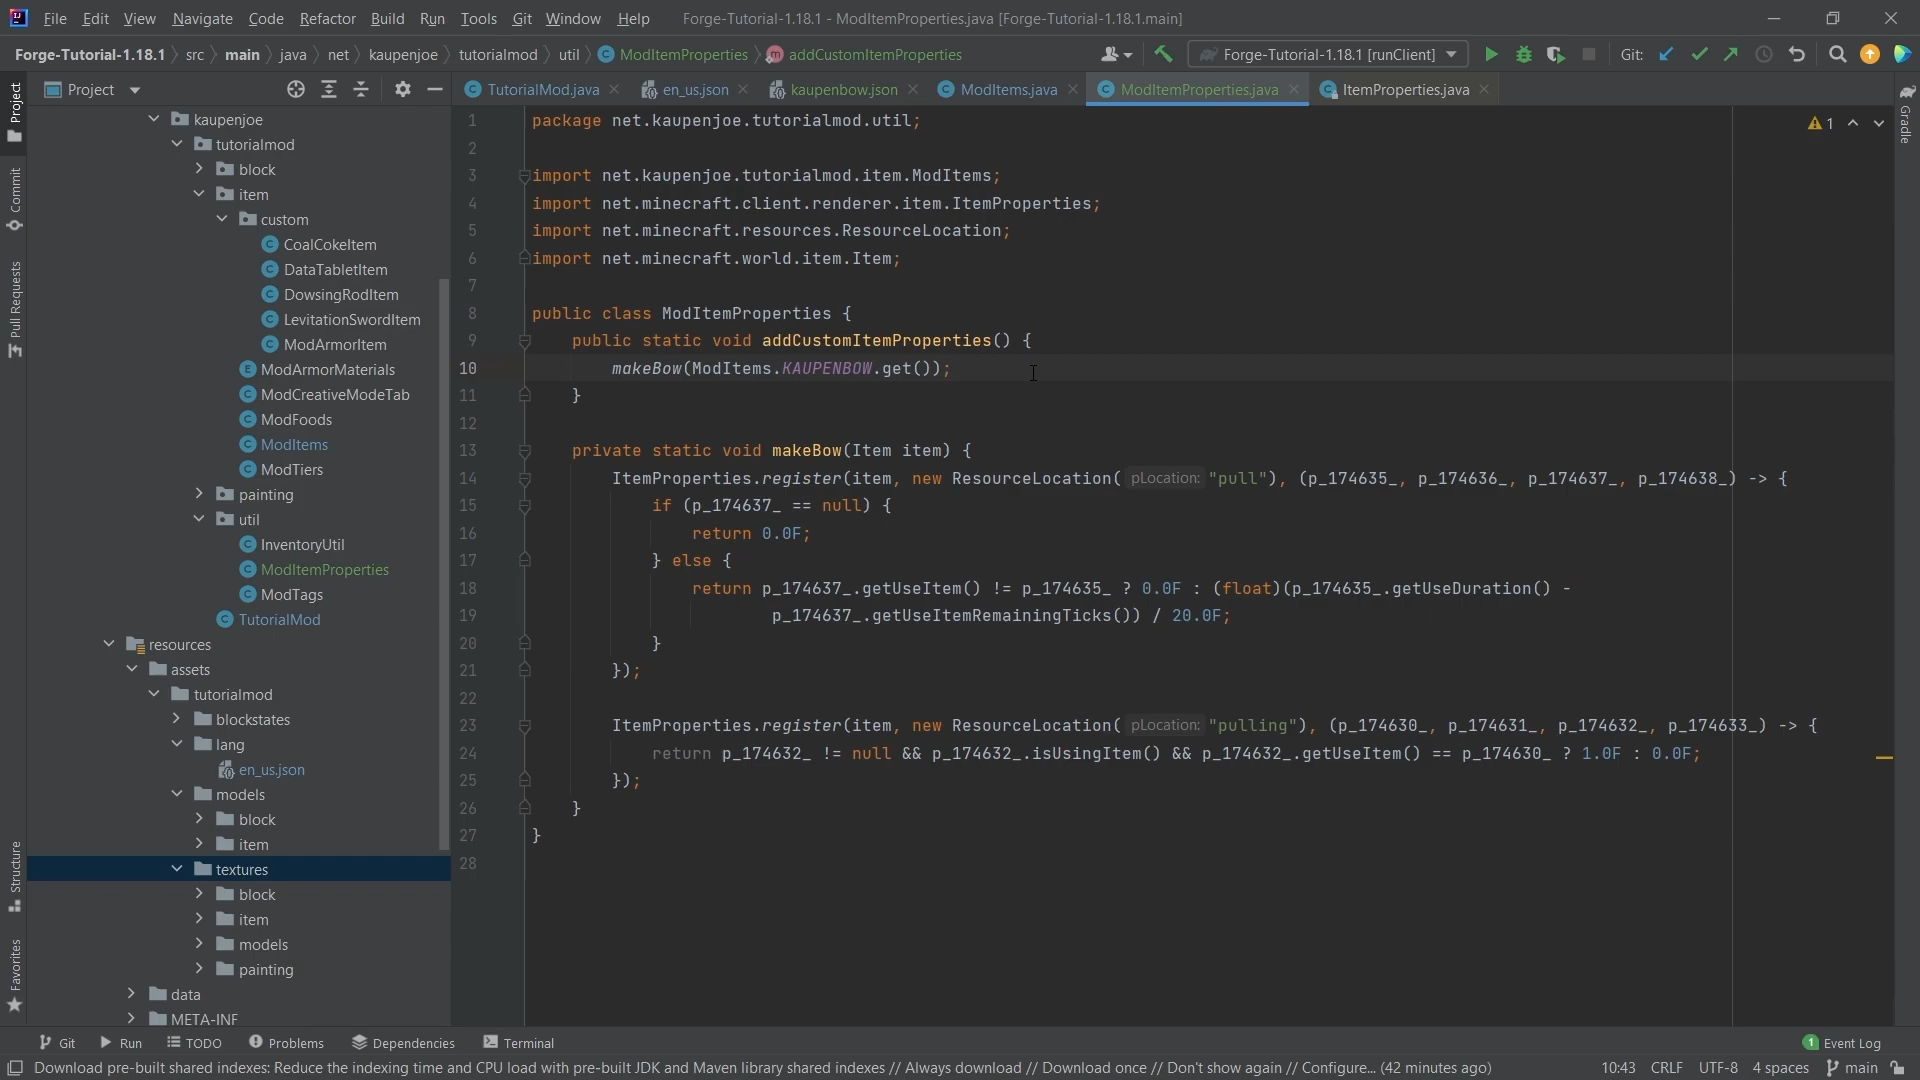 File Edit View Navigate Code Refactor Build Run Tools Git Window Help Forge-Tutorial-1.18.1 - ModItemProperties.java [Forge-Tutorial-1.18.1.main]
Forge-Tutorial-1.18.1 src main java net kaupenjoe tutorialmod util ModItemProperties addCustomItemProperties Forge-Tutorial-1.18.1 [runClient] Git:
Project TutorialMod.java en_us.json kaupenbow.json ModItems.java ModItemProperties.java ItemProperties.java
Project
Commit
Pull Requests
Structure
Favorites
Gradle
kaupenjoe
tutorialmod
block
item
custom
CoalCokeItem
DataTabletItem
DowsingRodItem
LevitationSwordItem
ModArmorItem
ModArmorMaterials
ModCreativeModeTab
ModFoods
ModItems
ModTiers
painting
util
InventoryUtil
ModItemProperties
ModTags
TutorialMod
resources
assets
tutorialmod
blockstates
lang
en_us.json
models
block
item
textures
block
item
models
painting
data
META-INF
1
1 package net.kaupenjoe.tutorialmod.util;
2
3 import net.kaupenjoe.tutorialmod.item.ModItems;
4 import net.minecraft.client.renderer.item.ItemProperties;
5 import net.minecraft.resources.ResourceLocation;
6 import net.minecraft.world.item.Item;
7
8 public class ModItemProperties {
9 public static void addCustomItemProperties() {
10 makeBow(ModItems.KAUPENBOW.get());
11 }
12
13 private static void makeBow(Item item) {
14 ItemProperties.register(item, new ResourceLocation( pLocation: "pull"), (p_174635_, p_174636_, p_174637_, p_174638_) -> {
15 if (p_174637_ == null) {
16 return 0.0F;
17 } else {
18 return p_174637_.getUseItem() != p_174635_ ? 0.0F : (float)(p_174635_.getUseDuration() -
19 p_174637_.getUseItemRemainingTicks()) / 20.0F;
20 }
21 });
22
23 ItemProperties.register(item, new ResourceLocation( pLocation: "pulling"), (p_174630_, p_174631_, p_174632_, p_174633_) -> {
24 return p_174632_ != null && p_174632_.isUsingItem() && p_174632_.getUseItem() == p_174630_ ? 1.0F : 0.0F;
25 });
26 }
27 }
28
Git Run TODO Problems Dependencies Terminal 1 Event Log
Download pre-built shared indexes: Reduce the indexing time and CPU load with pre-built JDK and Maven library shared indexes // Always download // Download once // Don't show again // Configure... (42 minutes ago) 10:43 CRLF UTF-8 4 spaces main